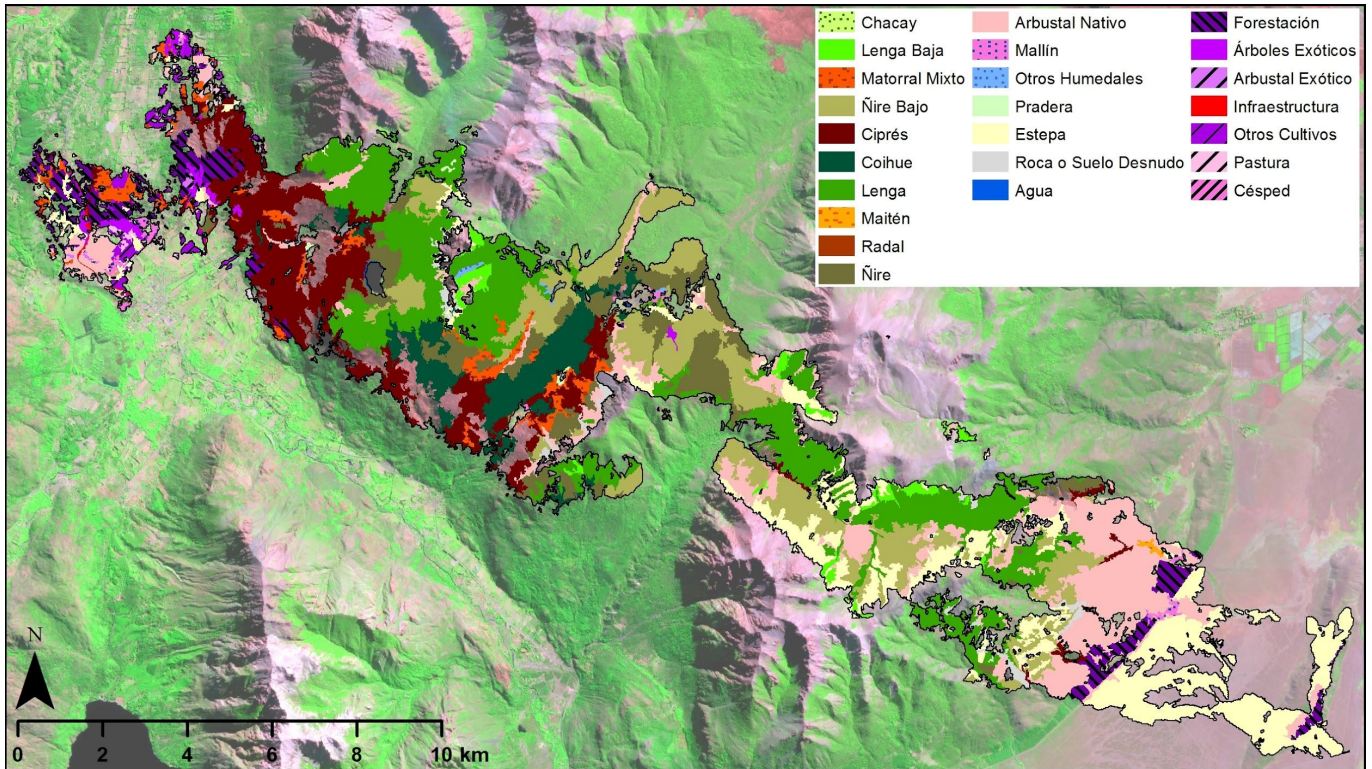 Chacay
Lenga Baja
Matorral Mixto
Ñire Bajo
Ciprés
Coihue
Lenga
Maitén
Radal
Ñire
Arbustal Nativo
Mallín
Otros Humedales
Pradera
Estepa
Roca o Suelo Desnudo
Agua
Forestación
Árboles Exóticos
Arbustal Exótico
Infraestructura
Otros Cultivos
Pastura
Césped
N
0 2 4 6 8 10 km